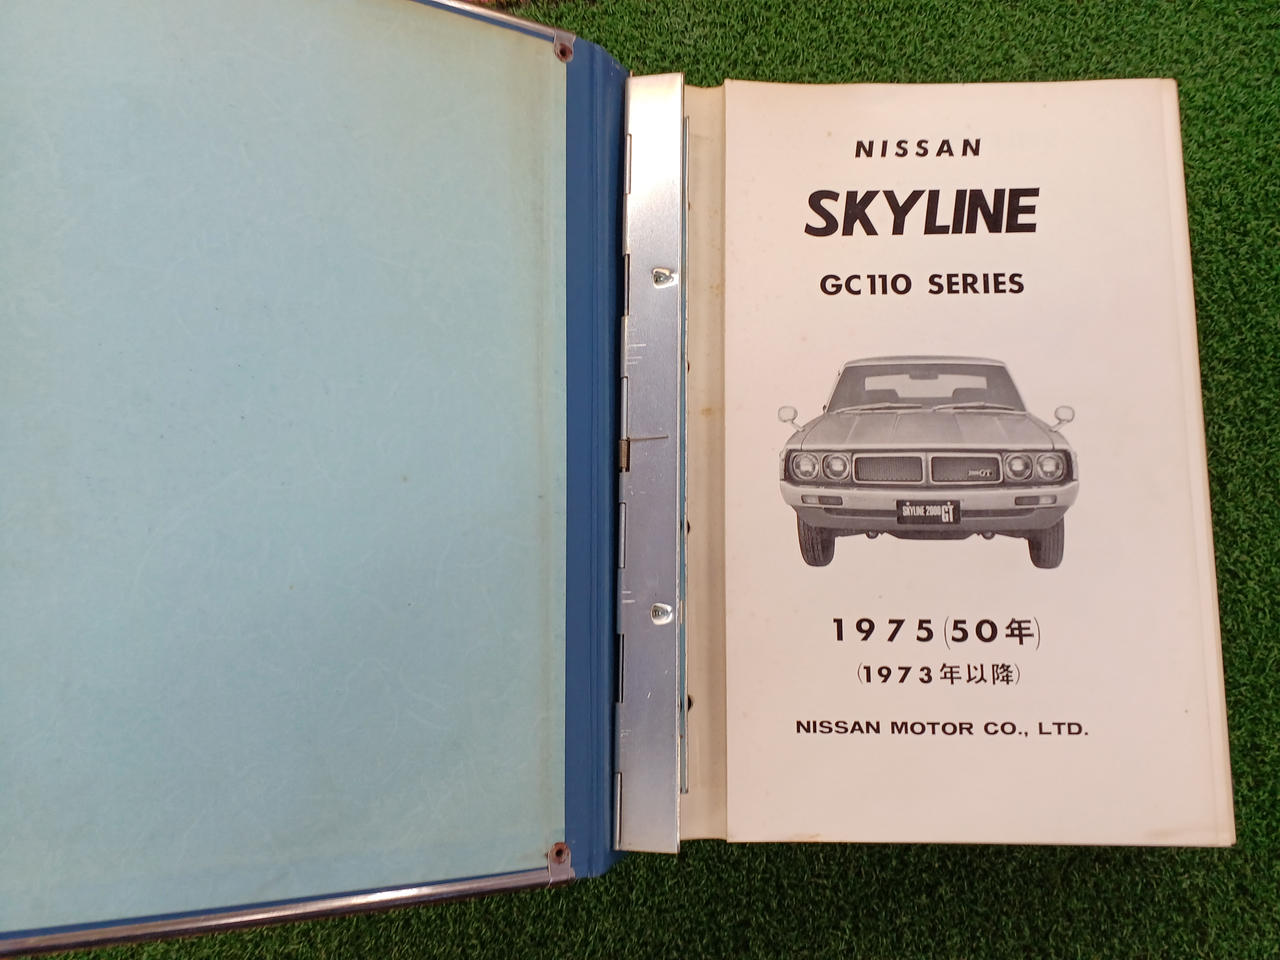 NISSAN
SKYLINE
GC110 SERIES
2000GT
SKYLINE 2000 GT
1975(50年)
(1973年以降)
NISSAN MOTOR CO., LTD.